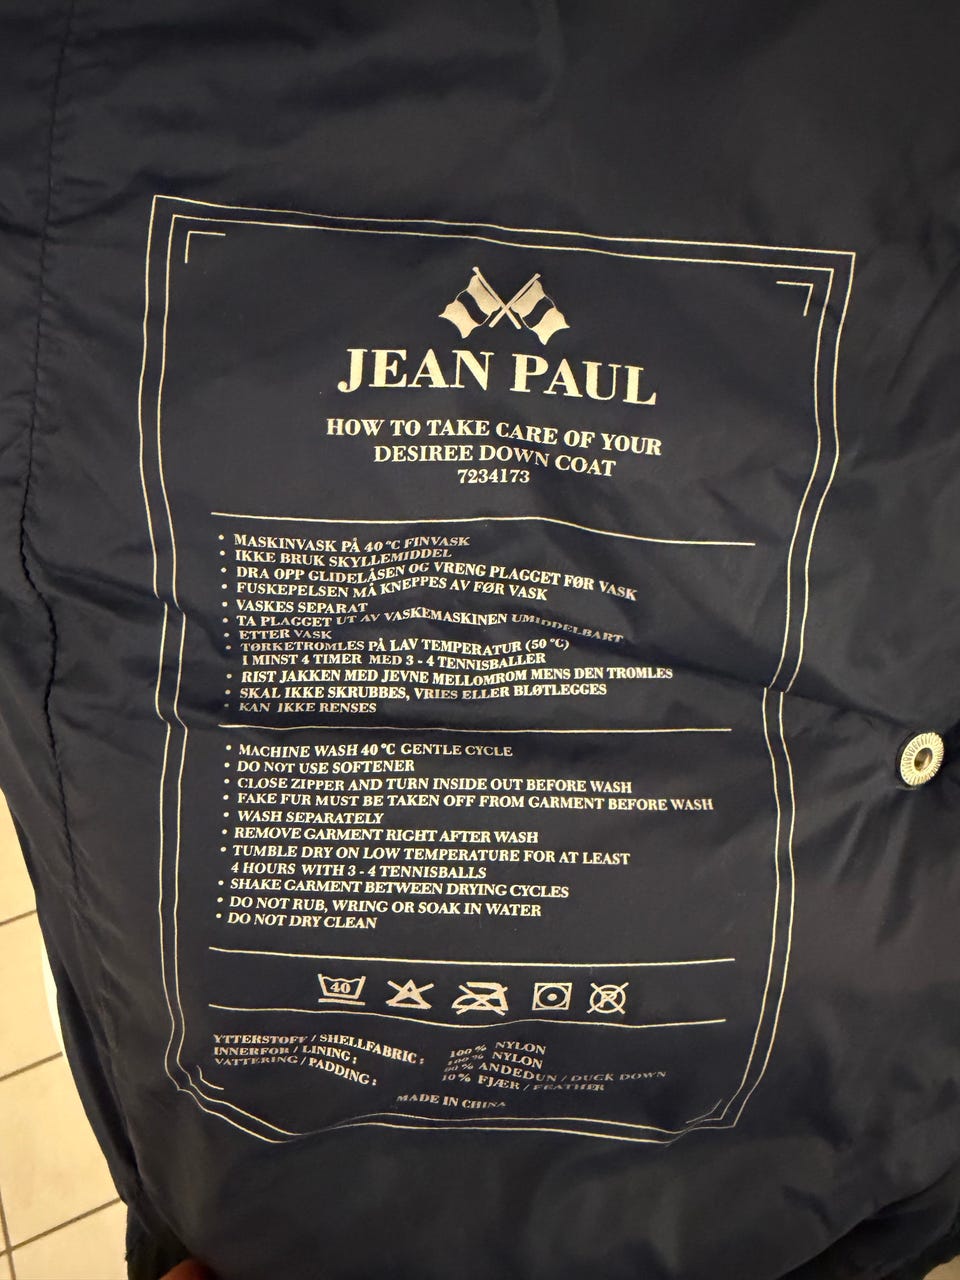 JEAN PAUL
HOW TO TAKE CARE OF YOUR
DESIREE DOWN COAT
7234173
• MASKINVASK PÅ 40 °C FINVASK
• IKKE BRUK SKYLLEMIDDEL
• DRA OPP GLIDELÅSEN OG VRENG PLAGGET FØR VASK
• FUSKEPELSEN MÅ KNEPPES AV FØR VASK
• VASKES SEPARAT
• TA PLAGGET UT AV VASKEMASKINEN UMIDDELBART
• ETTER VASK
• TØRKETROMLES PÅ LAV TEMPERATUR (50 °C)
I MINST 4 TIMER MED 3 - 4 TENNISBALLER
• RIST JAKKEN MED JEVNE MELLOMROM MENS DEN TROMLES
• SKAL IKKE SKRUBBES, VRIES ELLER BLØTLEGGES
• KAN IKKE RENSES
• MACHINE WASH 40 °C GENTLE CYCLE
• DO NOT USE SOFTENER
• CLOSE ZIPPER AND TURN INSIDE OUT BEFORE WASH
• FAKE FUR MUST BE TAKEN OFF FROM GARMENT BEFORE WASH
• WASH SEPARATELY
• REMOVE GARMENT RIGHT AFTER WASH
• TUMBLE DRY ON LOW TEMPERATURE FOR AT LEAST
4 HOURS WITH 3 - 4 TENNISBALLS
• SHAKE GARMENT BETWEEN DRYING CYCLES
• DO NOT RUB, WRING OR SOAK IN WATER
• DO NOT DRY CLEAN
40
YTTERSTOFF / SHELLFABRIC: 100 % NYLON
INNERFOR / LINING: 100 % NYLON
VATTERING / PADDING: 90 % ANDEDUN / DUCK DOWN
10 % FJÆR / FEATHER
MADE IN CHINA